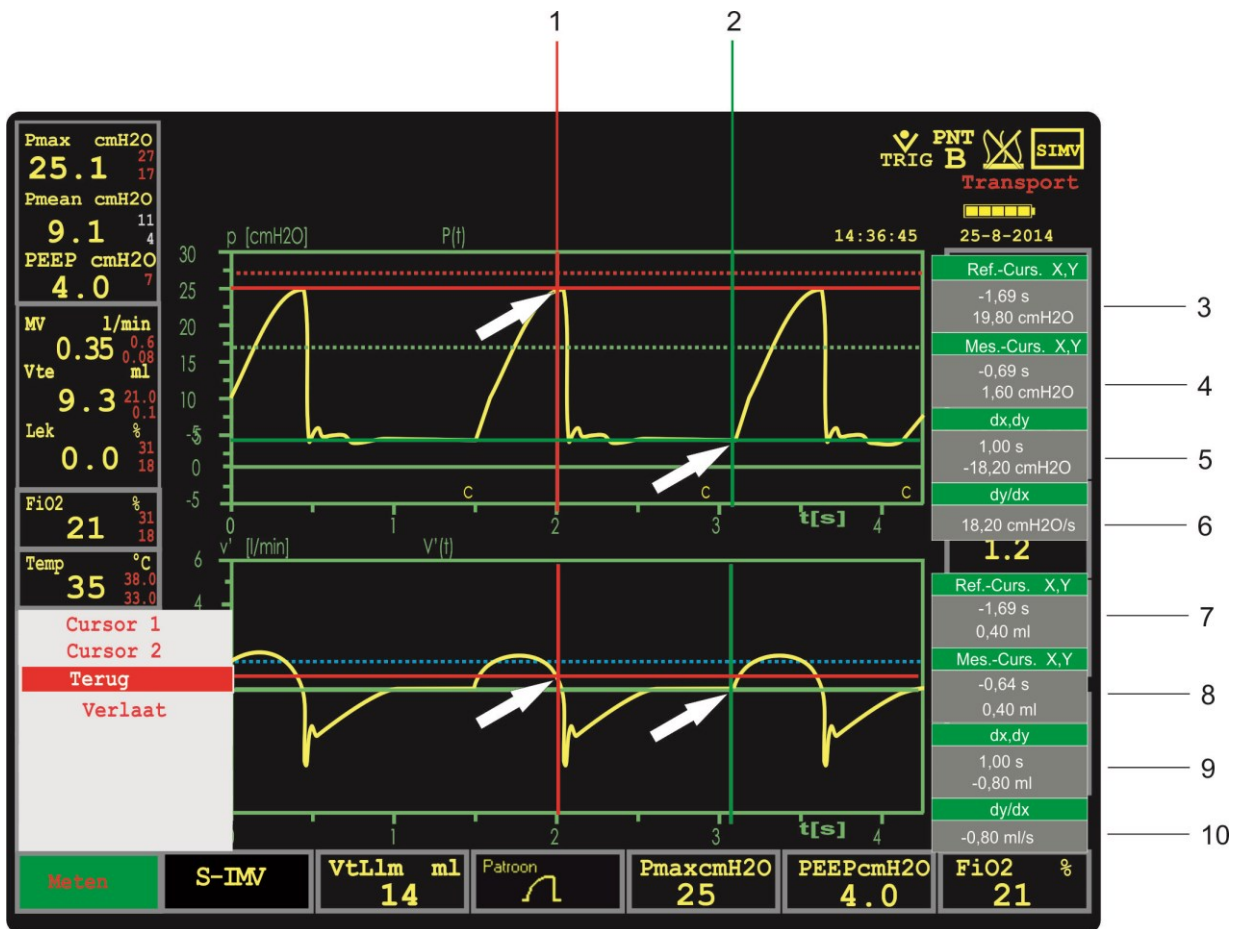 1
2
Pmax cmH2O
27
25.1 17
Pmean cmH2O
11
9.1 4
PEEP cmH2O
4.0 7
MV l/min
0.35 0.6
0.08
Vte ml
9.3 21.0
0.1
Lek %
0.0 31
18
FiO2 %
21 31
18
Temp °C
35 38.0
33.0
Cursor 1
Cursor 2
Terug
Verlaat
TRIG PNT B SIMV
Transport
14:36:45 25-8-2014
p [cmH2O] P(t)
30
25
20
15
10
-5
5
0
-5
C C C
0 1 2 3 t[s] 4
v' [l/min] V'(t)
6
4
1 2 3 t[s] 4
Ref.-Curs. X,Y
-1,69 s
19,80 cmH2O
3
Mes.-Curs. X,Y
-0,69 s
1,60 cmH2O
4
dx,dy
1,00 s
-18,20 cmH2O
5
dy/dx
18,20 cmH2O/s
6
1.2
Ref.-Curs. X,Y
-1,69 s
0,40 ml
7
Mes.-Curs. X,Y
-0,64 s
0,40 ml
8
dx,dy
1,00 s
-0,80 ml
9
dy/dx
-0,80 ml/s
10
Meten
S-IMV
VtLlm ml
14
Patroon
PmaxcmH2O
25
PEEPcmH2O
4.0
FiO2 %
21